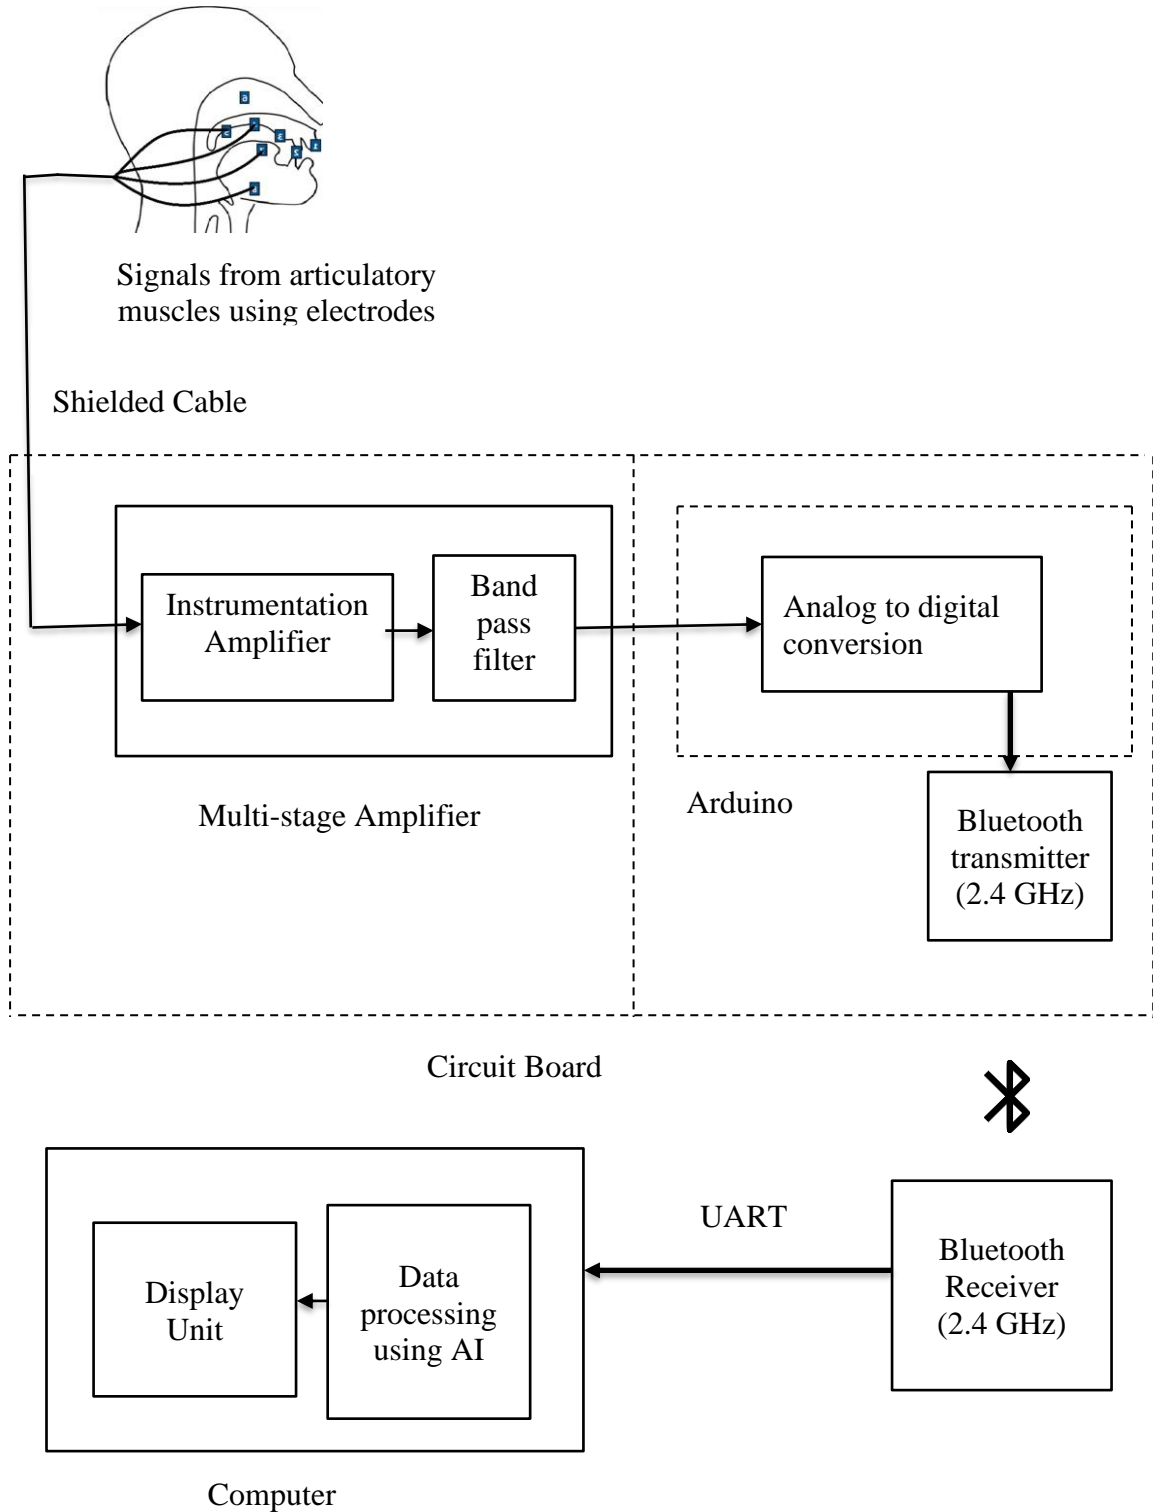 a
Signals from articulatory
muscles using electrodes
Shielded Cable
Instrumentation
Amplifier
Band
pass
filter
Analog to digital
conversion
Multi-stage Amplifier
Arduino
Bluetooth
transmitter
(2.4 GHz)
Circuit Board
UART
Bluetooth
Receiver
(2.4 GHz)
Display
Unit
Data
processing
using AI
Computer